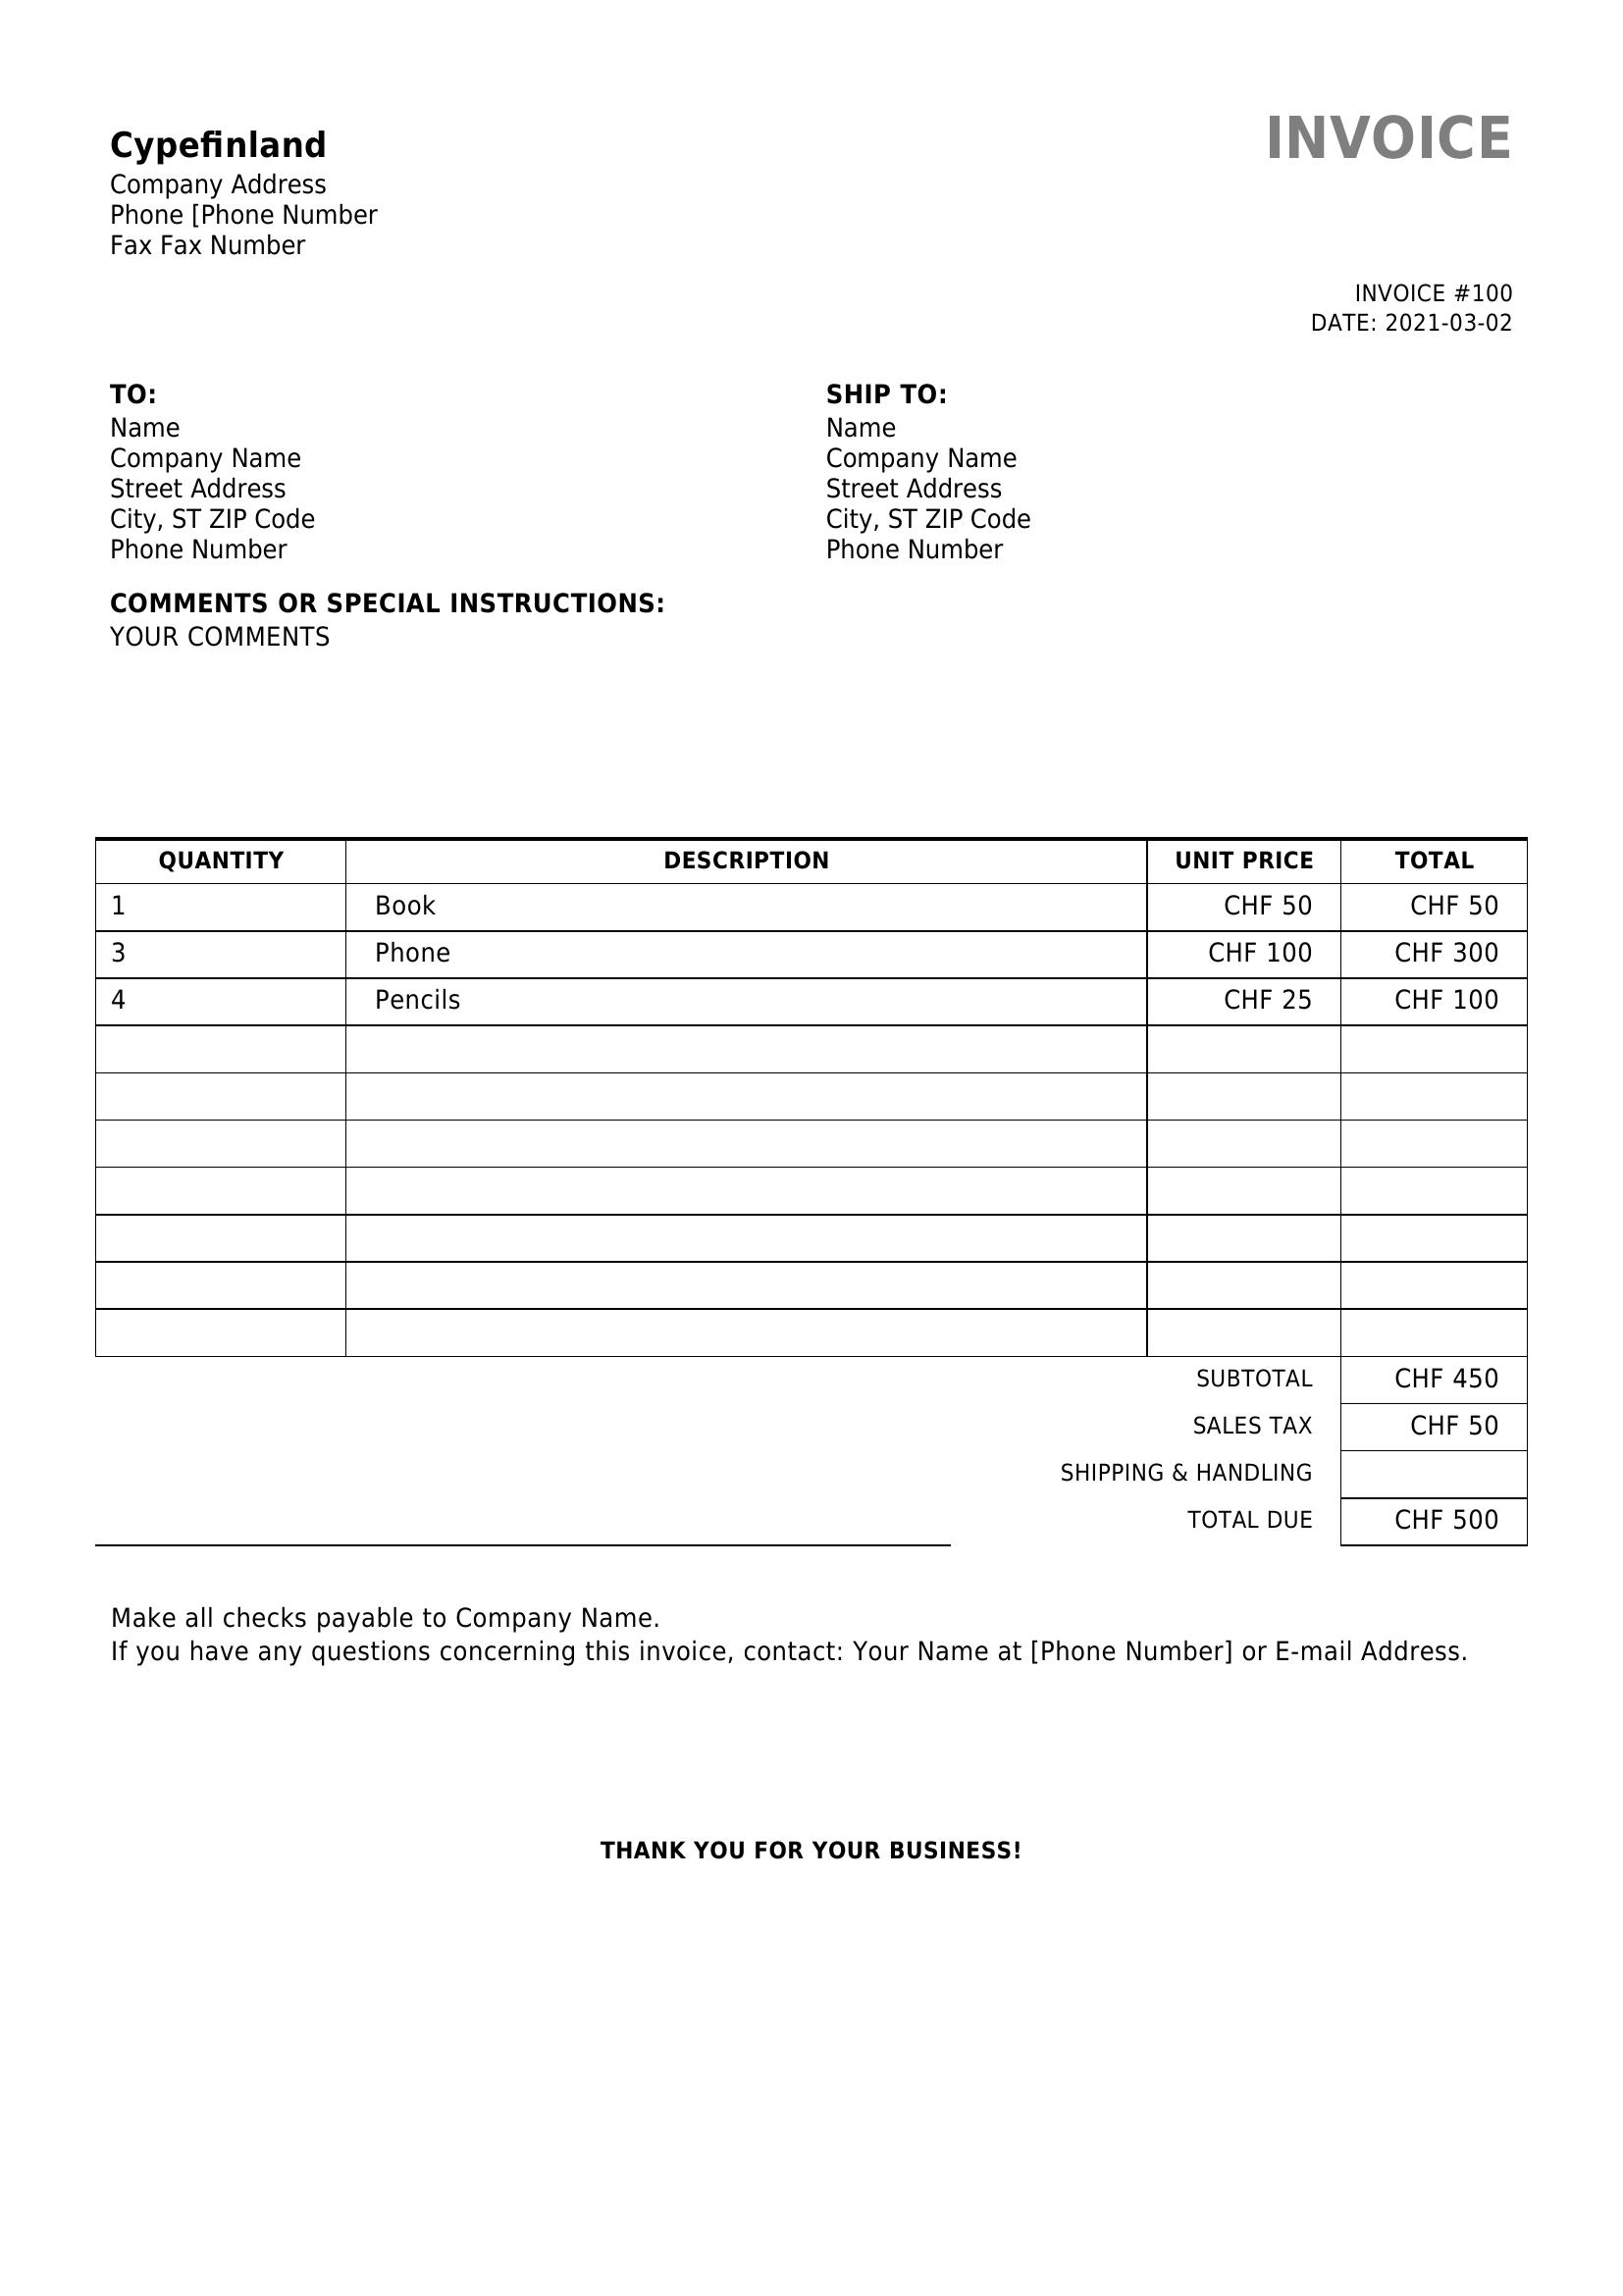 Cypefinland
INVOICE
Company Address
Phone [Phone Number
Fax Fax Number
INVOICE #100
DATE: 2021-03-02
TO:
Name
Company Name
Street Address
City, ST ZIP Code
Phone Number
SHIP TO:
Name
Company Name
Street Address
City, ST ZIP Code
Phone Number
COMMENTS OR SPECIAL INSTRUCTIONS:
YOUR COMMENTS
QUANTITY DESCRIPTION UNIT PRICE TOTAL
1 Book CHF 50 CHF 50
3 Phone CHF 100 CHF 300
4 Pencils CHF 25 CHF 100
SUBTOTAL CHF 450
SALES TAX CHF 50
SHIPPING & HANDLING
TOTAL DUE CHF 500
Make all checks payable to Company Name.
If you have any questions concerning this invoice, contact: Your Name at [Phone Number] or E-mail Address.
THANK YOU FOR YOUR BUSINESS!